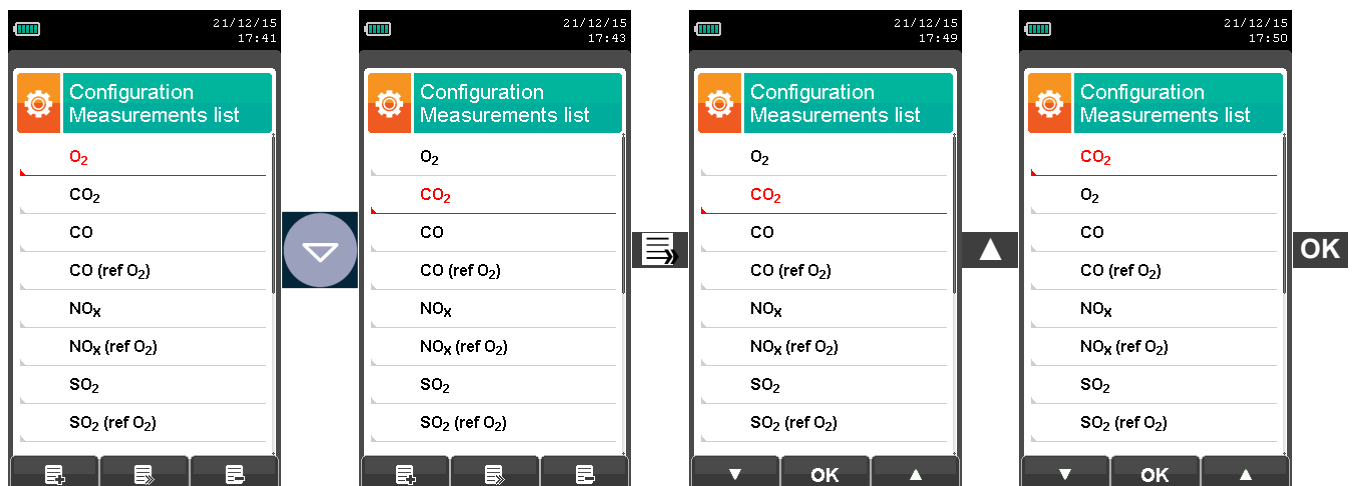 21/12/15
17:41
Configuration
Measurements list
O₂
CO₂
CO
CO (ref O₂)
NOₓ
NOₓ (ref O₂)
SO₂
SO₂ (ref O₂)
21/12/15
17:43
Configuration
Measurements list
O₂
CO₂
CO
CO (ref O₂)
NOₓ
NOₓ (ref O₂)
SO₂
SO₂ (ref O₂)
21/12/15
17:49
Configuration
Measurements list
O₂
CO₂
CO
CO (ref O₂)
NOₓ
NOₓ (ref O₂)
SO₂
SO₂ (ref O₂)
OK
21/12/15
17:50
Configuration
Measurements list
CO₂
O₂
CO
CO (ref O₂)
NOₓ
NOₓ (ref O₂)
SO₂
SO₂ (ref O₂)
OK
OK